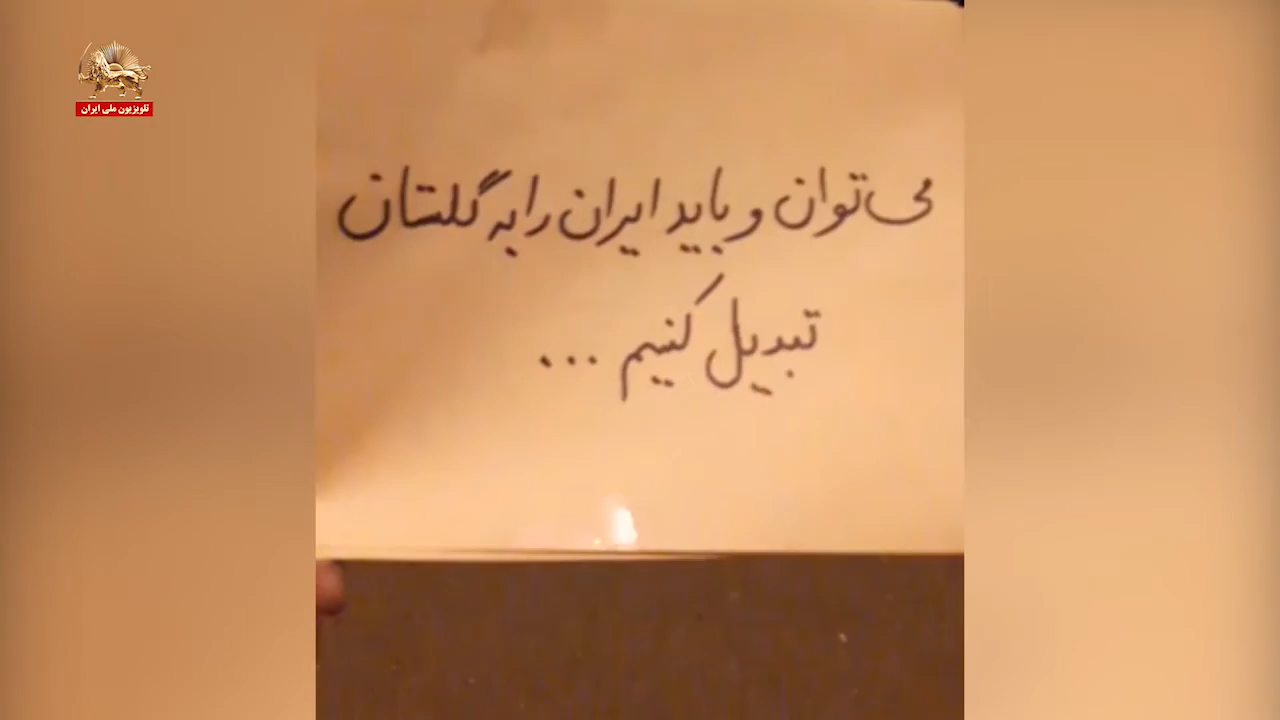 تلویزیون ملی ایران
می‌توان و باید ایران را به گلستان
تبدیل کنیم ...